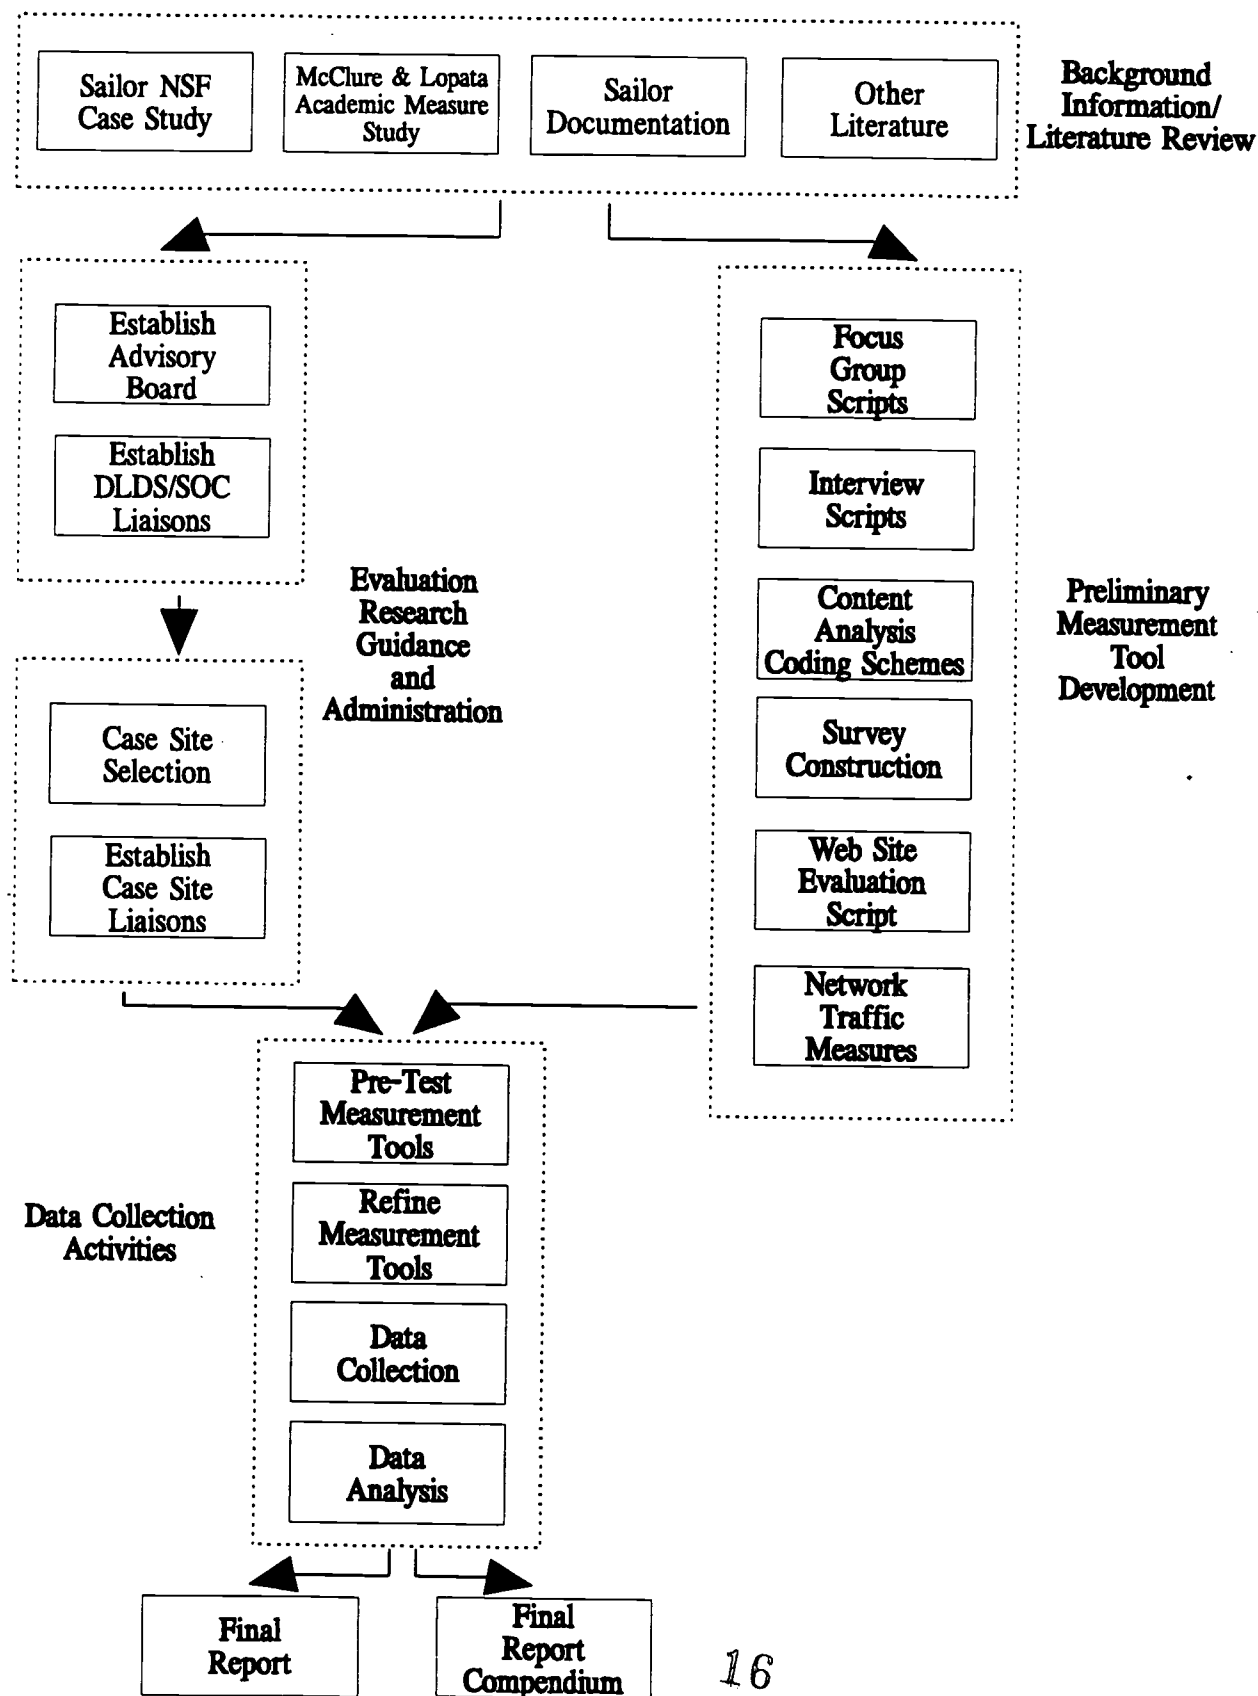 Sailor NSF
Case Study
McClure & Lopata
Academic Measure
Study
Sailor
Documentation
Other
Literature
Background
Information/
Literature Review
Establish
Advisory
Board
Establish
DLDS/SOC
Liaisons
Evaluation
Research
Guidance
and
Administration
Case Site
Selection
Establish
Case Site
Liaisons
Focus
Group
Scripts
Interview
Scripts
Content
Analysis
Coding Schemes
Survey
Construction
Web Site
Evaluation
Script
Network
Traffic
Measures
Preliminary
Measurement
Tool
Development
Data Collection
Activities
Pre-Test
Measurement
Tools
Refine
Measurement
Tools
Data
Collection
Data
Analysis
Final
Report
Final
Report
Compendium
16